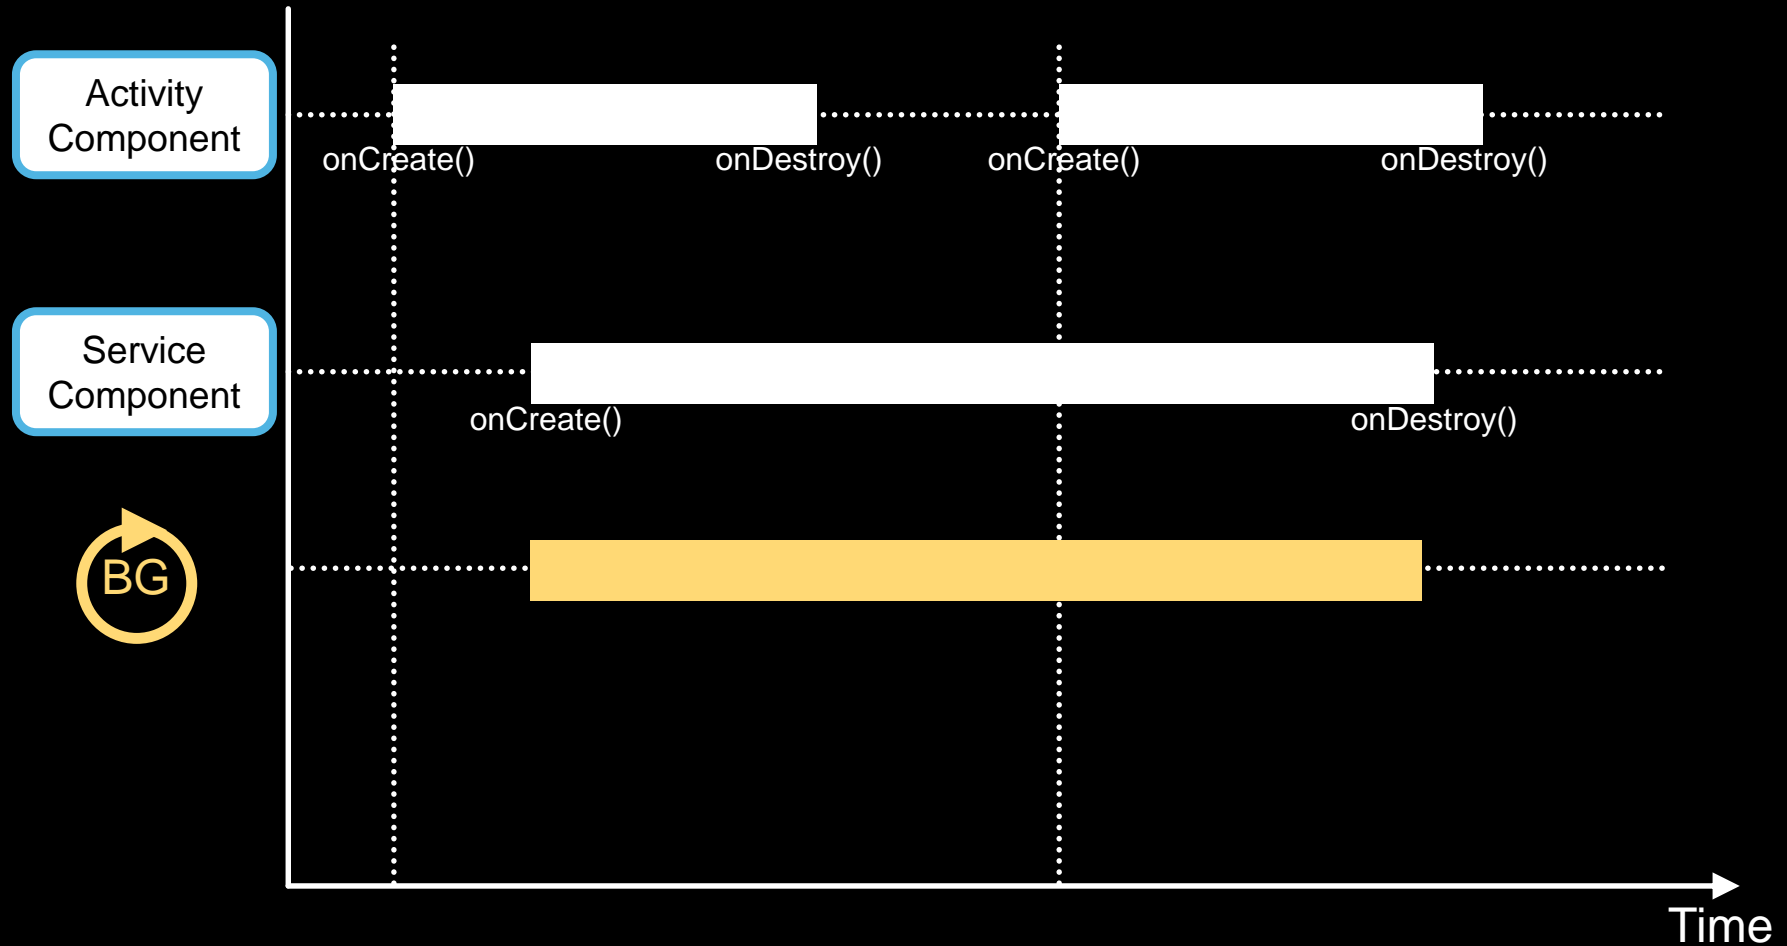 Activity
Component
onCreate()
onDestroy()
onCreate()
onDestroy()
Service
Component
onCreate()
onDestroy()
BG
Time